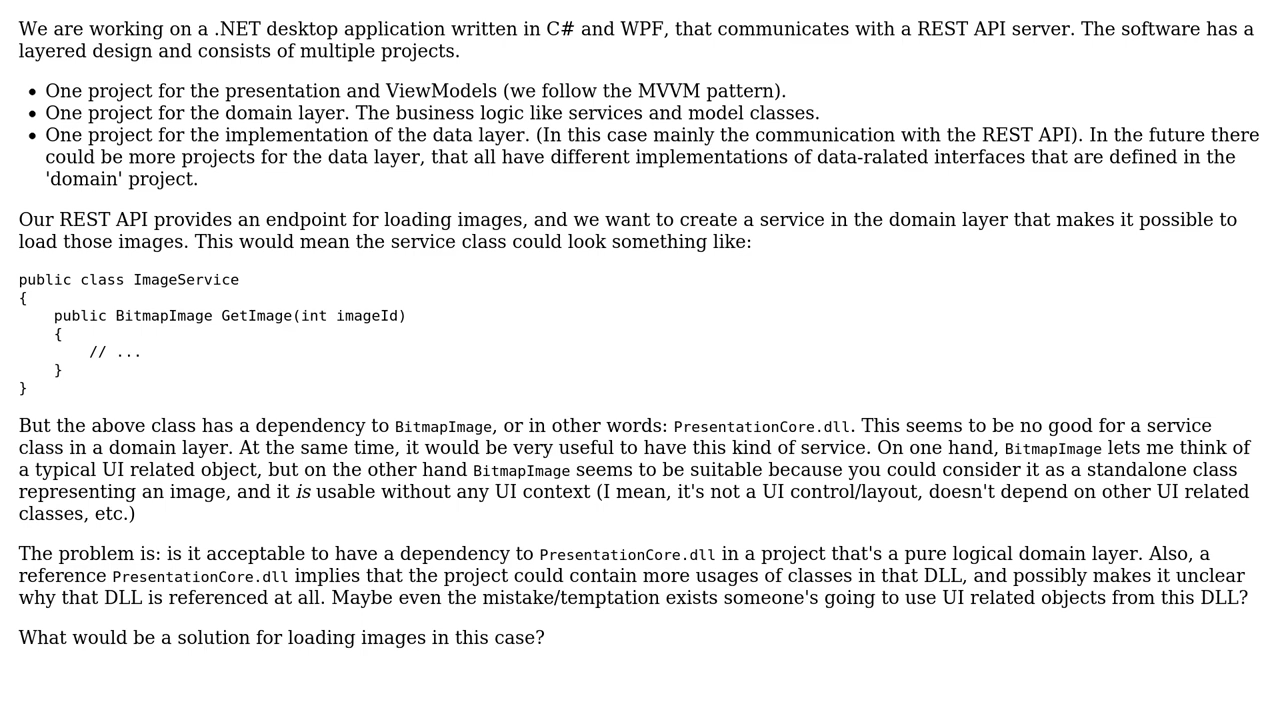 We are working on a .NET desktop application written in C# and WPF, that communicates with a REST API server. The software has a
layered design and consists of multiple projects.
• One project for the presentation and ViewModels (we follow the MVVM pattern).
• One project for the domain layer. The business logic like services and model classes.
• One project for the implementation of the data layer. (In this case mainly the communication with the REST API). In the future there
could be more projects for the data layer, that all have different implementations of data-ralated interfaces that are defined in the
'domain' project.
Our REST API provides an endpoint for loading images, and we want to create a service in the domain layer that makes it possible to
load those images. This would mean the service class could look something like:
public class ImageService
{
    public BitmapImage GetImage(int imageId)
    {
        // ...
    }
}
But the above class has a dependency to BitmapImage, or in other words: PresentationCore.dll. This seems to be no good for a service
class in a domain layer. At the same time, it would be very useful to have this kind of service. On one hand, BitmapImage lets me think of
a typical UI related object, but on the other hand BitmapImage seems to be suitable because you could consider it as a standalone class
representing an image, and it is usable without any UI context (I mean, it's not a UI control/layout, doesn't depend on other UI related
classes, etc.)
The problem is: is it acceptable to have a dependency to PresentationCore.dll in a project that's a pure logical domain layer. Also, a
reference PresentationCore.dll implies that the project could contain more usages of classes in that DLL, and possibly makes it unclear
why that DLL is referenced at all. Maybe even the mistake/temptation exists someone's going to use UI related objects from this DLL?
What would be a solution for loading images in this case?